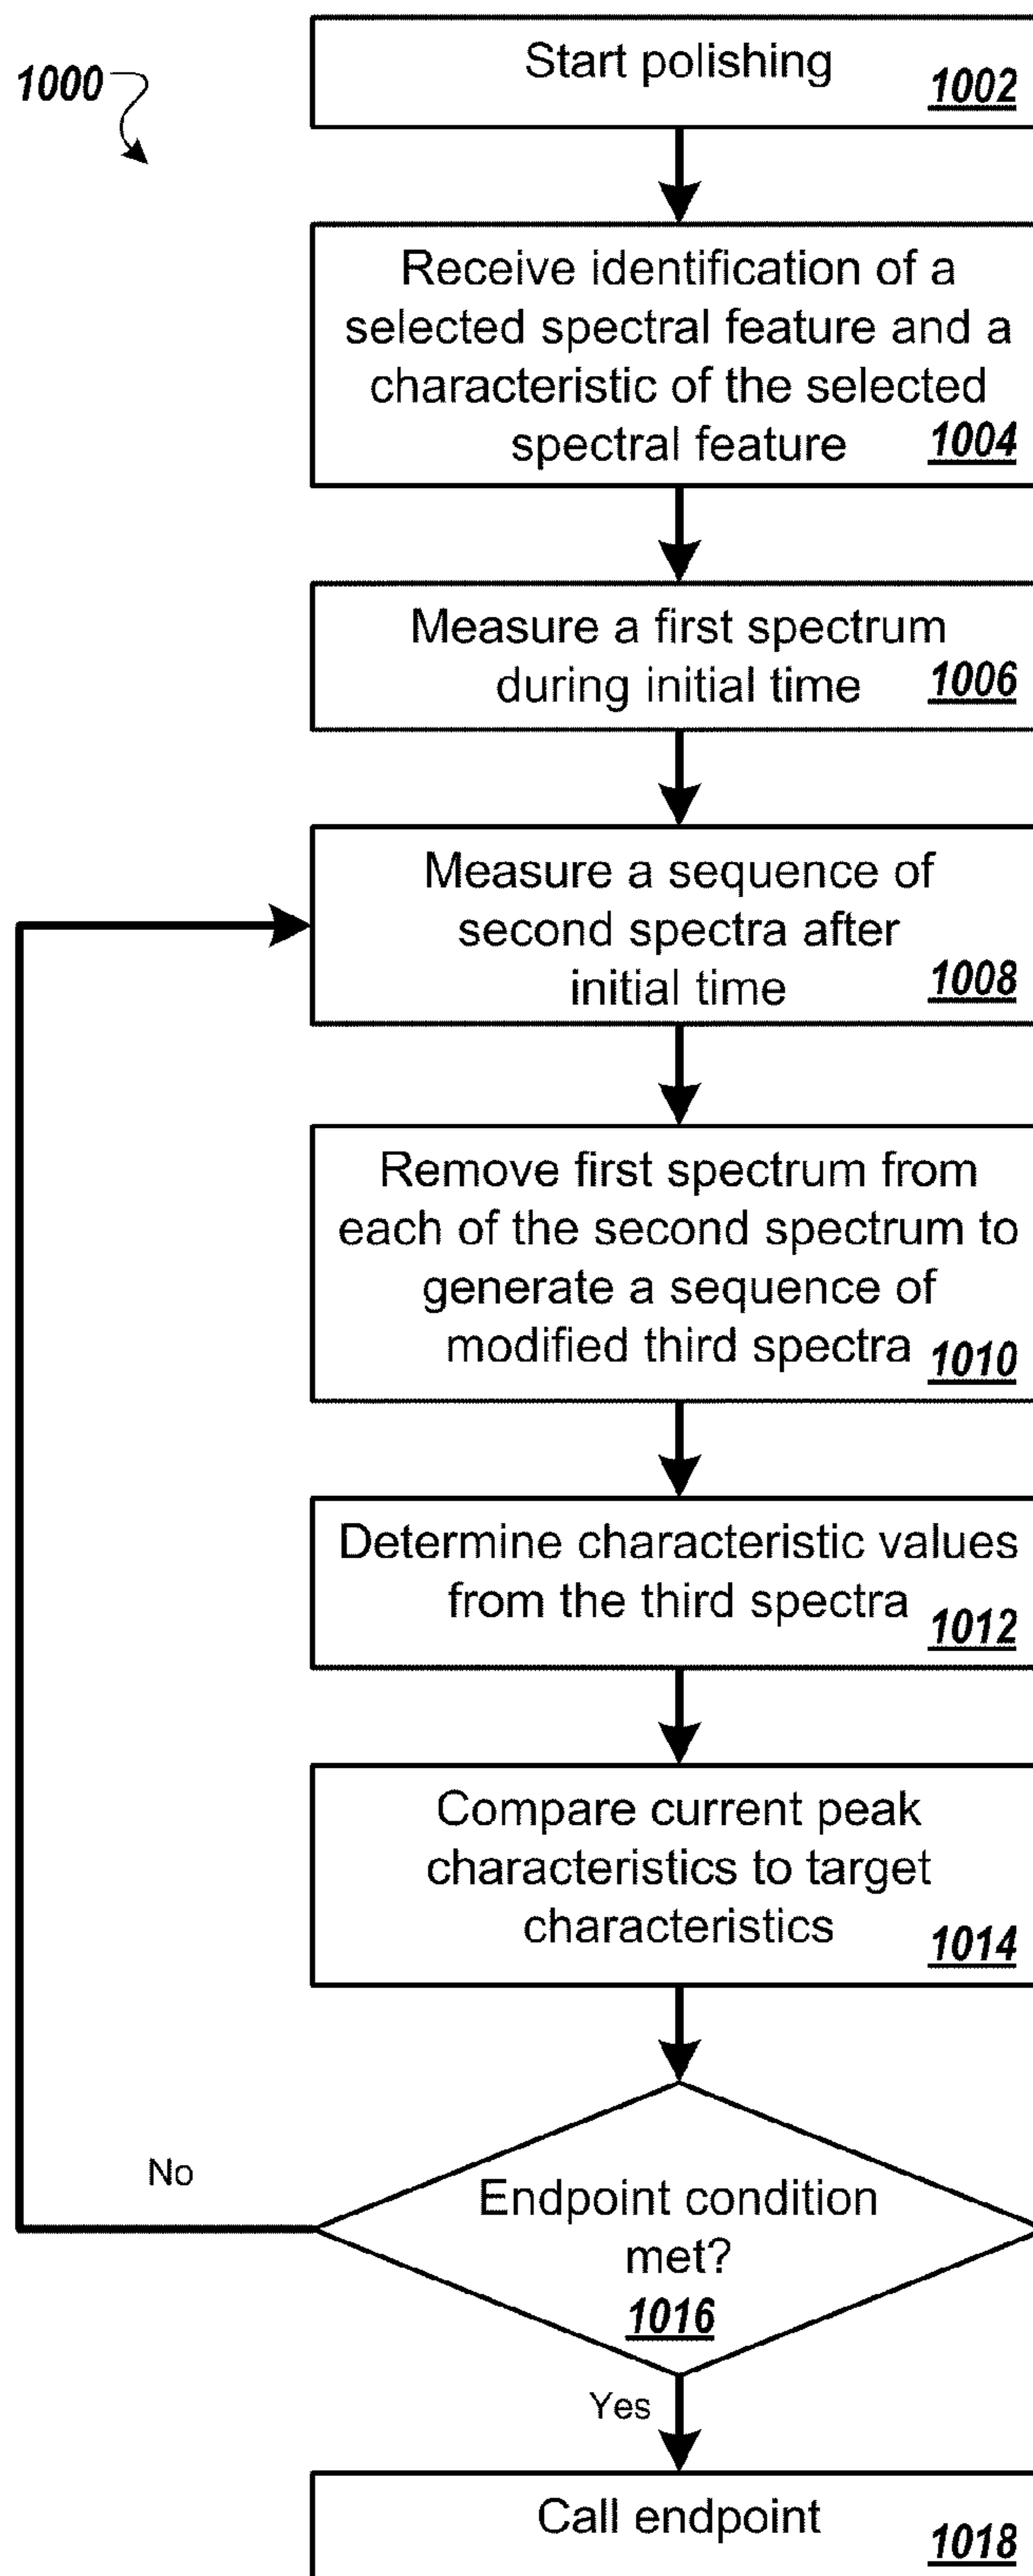 1000
Start polishing
1002
Receive identification of a
selected spectral feature and a
characteristic of the selected
spectral feature 1004
Measure a first spectrum
during initial time 1006
Measure a sequence of
second spectra after
initial time 1008
Remove first spectrum from
each of the second spectrum to
generate a sequence of
modified third spectra 1010
Determine characteristic values
from the third spectra 1012
Compare current peak
characteristics to target
characteristics 1014
No
Endpoint condition
met?
1016
Yes
Call endpoint
1018